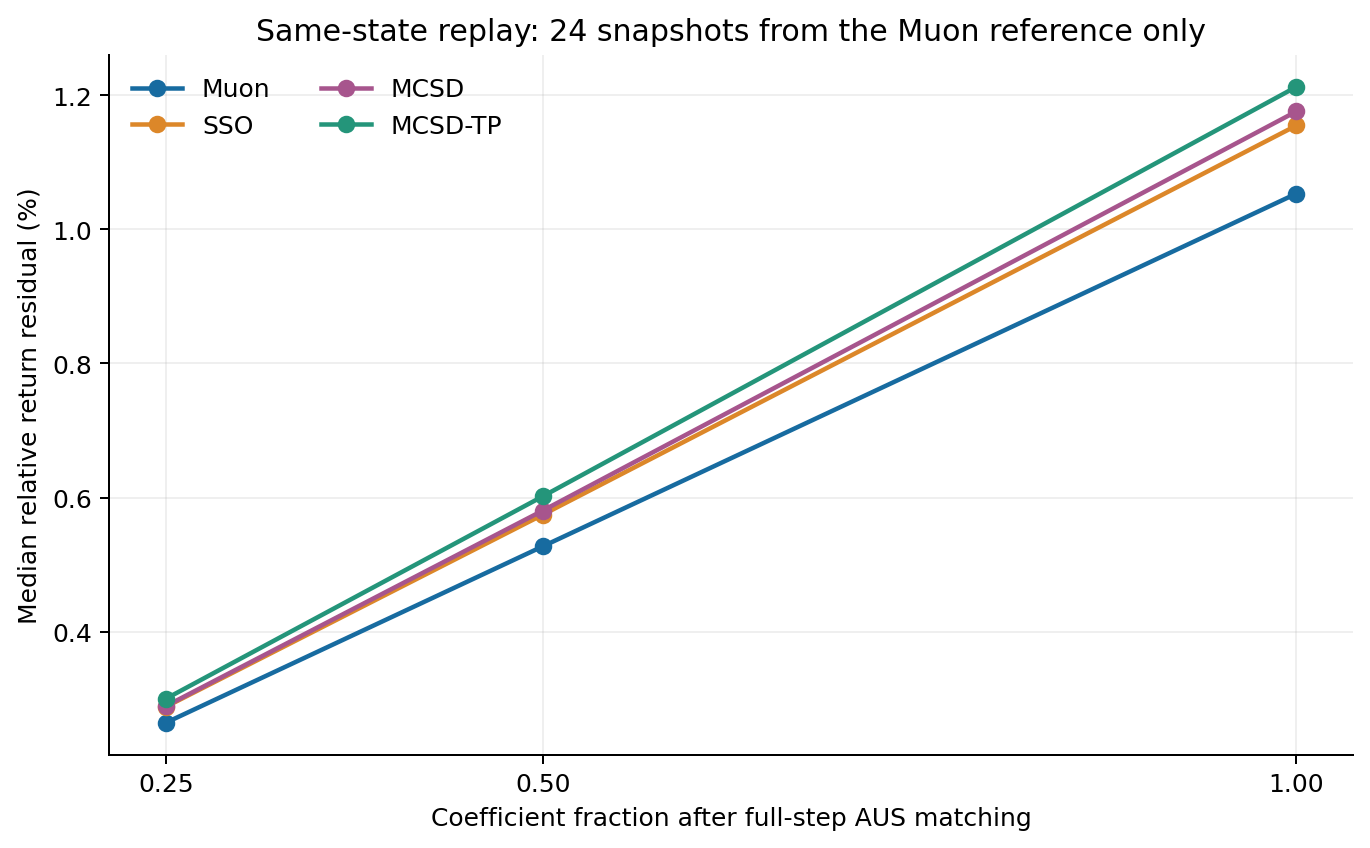 Same-state replay: 24 snapshots from the Muon reference only
Muon
SSO
MCSD
MCSD-TP
Median relative return residual (%)
1.2
1.0
0.8
0.6
0.4
0.25
0.50
1.00
Coefficient fraction after full-step AUS matching